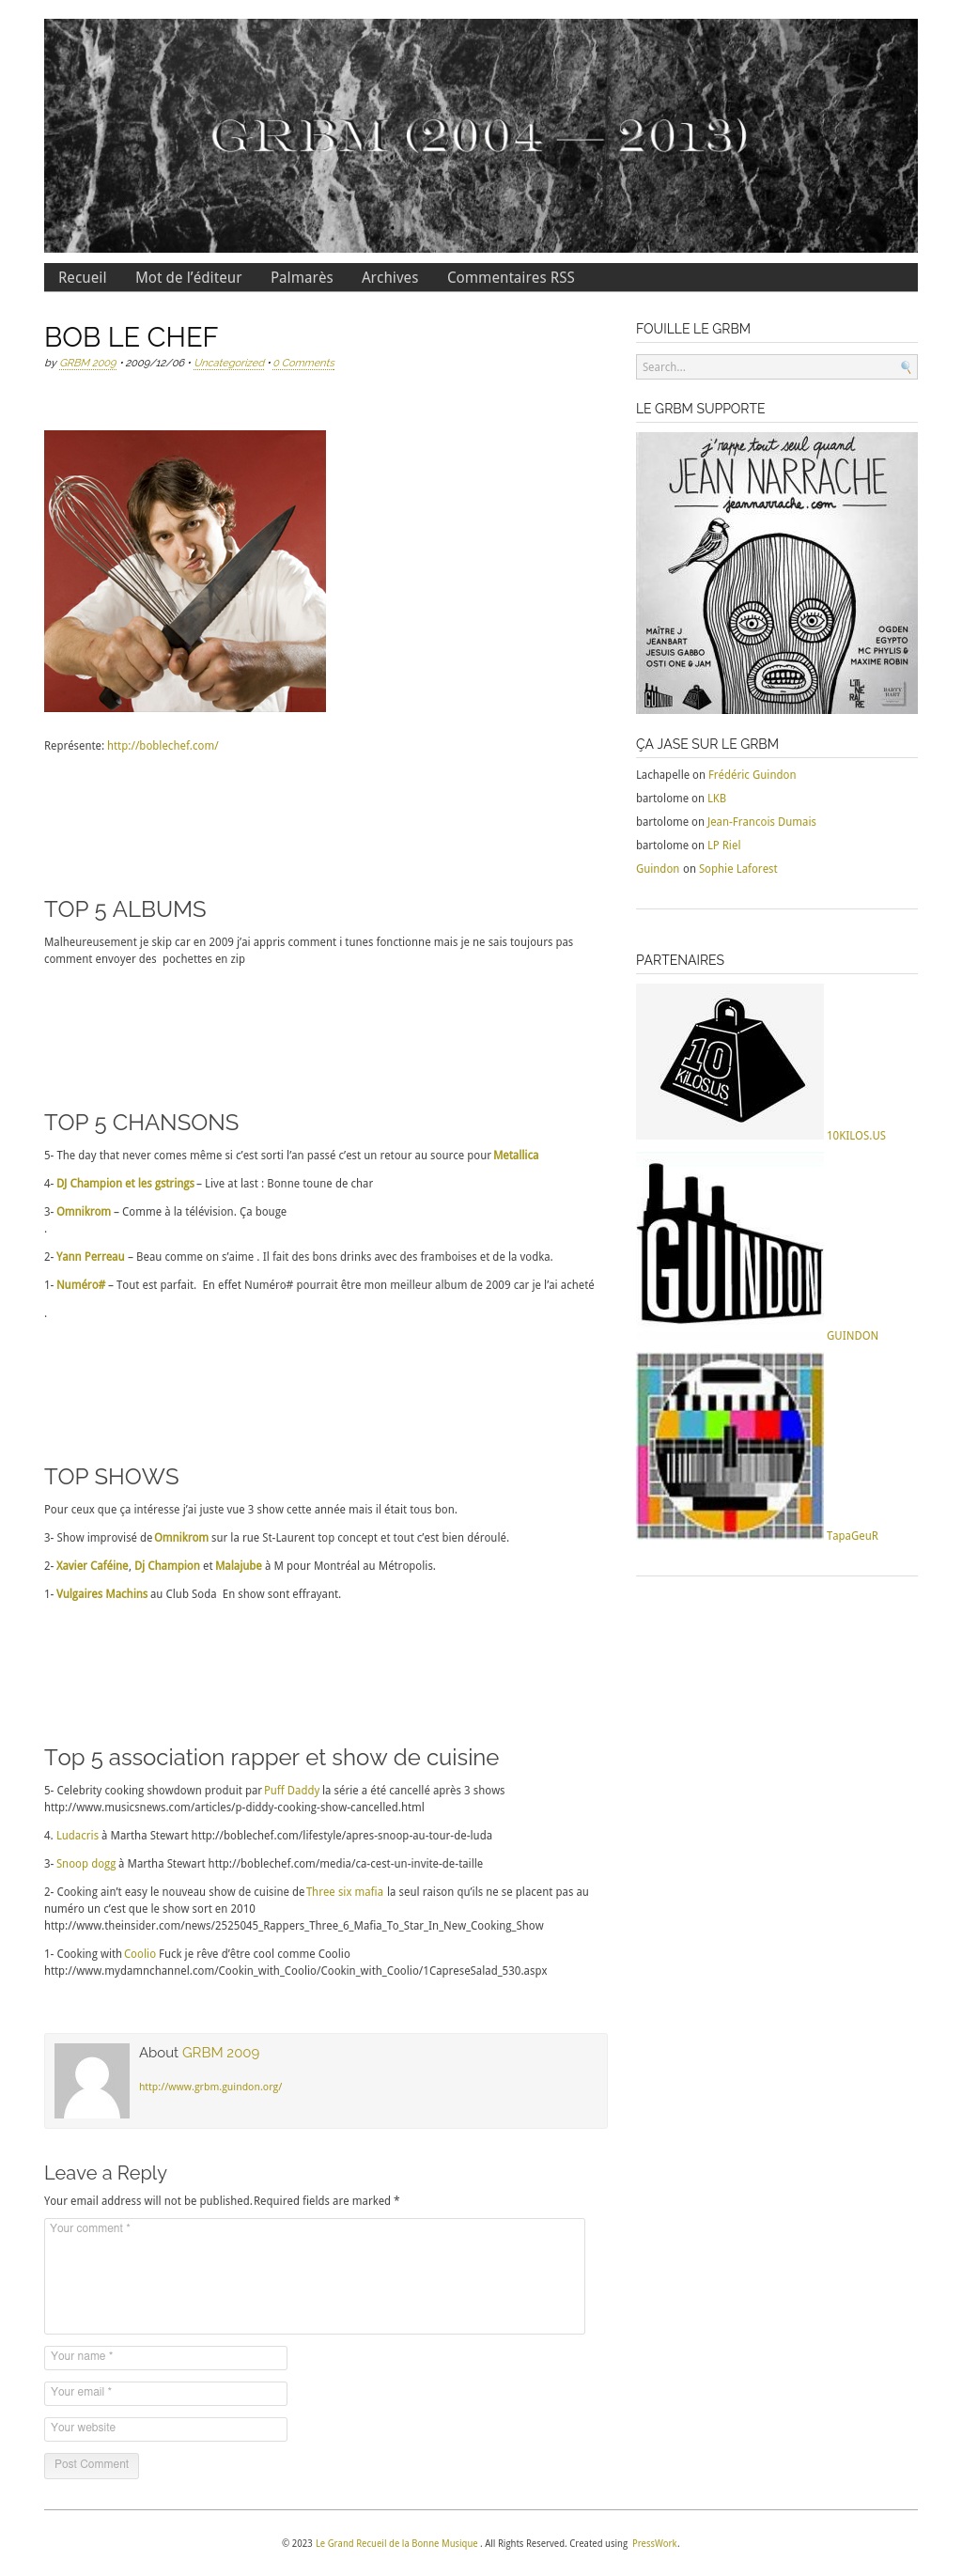 GRBM (2004 — 2013)
Recueil Mot de l'éditeur Palmarès Archives Commentaires RSS
BOB LE CHEF
by GRBM 2009 • 2009/12/06 • Uncategorized • 0 Comments
Représente: http://boblechef.com/
TOP 5 ALBUMS
Malheureusement je skip car en 2009 j'ai appris comment i tunes fonctionne mais je ne sais toujours pas
comment envoyer des pochettes en zip
TOP 5 CHANSONS
5- The day that never comes même si c'est sorti l'an passé c'est un retour au source pour Metallica
4- DJ Champion et les gstrings – Live at last : Bonne toune de char
3- Omnikrom – Comme à la télévision. Ça bouge
.
2- Yann Perreau – Beau comme on s'aime . Il fait des bons drinks avec des framboises et de la vodka.
1- Numéro# – Tout est parfait. En effet Numéro# pourrait être mon meilleur album de 2009 car je l'ai acheté
.
TOP SHOWS
Pour ceux que ça intéresse j'ai juste vue 3 show cette année mais il était tous bon.
3- Show improvisé de Omnikrom sur la rue St-Laurent top concept et tout c'est bien déroulé.
2- Xavier Caféine, Dj Champion et Malajube à M pour Montréal au Métropolis.
1- Vulgaires Machins au Club Soda En show sont effrayant.
Top 5 association rapper et show de cuisine
5- Celebrity cooking showdown produit par Puff Daddy la série a été cancellé après 3 shows
http://www.musicsnews.com/articles/p-diddy-cooking-show-cancelled.html
4. Ludacris à Martha Stewart http://boblechef.com/lifestyle/apres-snoop-au-tour-de-luda
3- Snoop dogg à Martha Stewart http://boblechef.com/media/ca-cest-un-invite-de-taille
2- Cooking ain't easy le nouveau show de cuisine de Three six mafia la seul raison qu'ils ne se placent pas au
numéro un c'est que le show sort en 2010
http://www.theinsider.com/news/2525045_Rappers_Three_6_Mafia_To_Star_In_New_Cooking_Show
1- Cooking with Coolio Fuck je rêve d'être cool comme Coolio
http://www.mydamnchannel.com/Cookin_with_Coolio/Cookin_with_Coolio/1CapreseSalad_530.aspx
About GRBM 2009
http://www.grbm.guindon.org/
Leave a Reply
Your email address will not be published. Required fields are marked *
Your comment *
Your name *
Your email *
Your website
Post Comment
FOUILLE LE GRBM
Search...
LE GRBM SUPPORTE
j'rappe tout seul quand
JEAN NARRACHE
jeannarrache.com
MAÎTRE J
JEANBART
JESUIS GABBO
OSTI ONE & JAM
OGDEN
EGYPTO
MC PHYLIS &
MAXIME ROBIN
ÇA JASE SUR LE GRBM
Lachapelle on Frédéric Guindon
bartolome on LKB
bartolome on Jean-Francois Dumais
bartolome on LP Riel
Guindon on Sophie Laforest
PARTENAIRES
10
KILOS.US
10KILOS.US
GUINDON
GUINDON
TapaGeuR
© 2023 Le Grand Recueil de la Bonne Musique . All Rights Reserved. Created using PressWork.